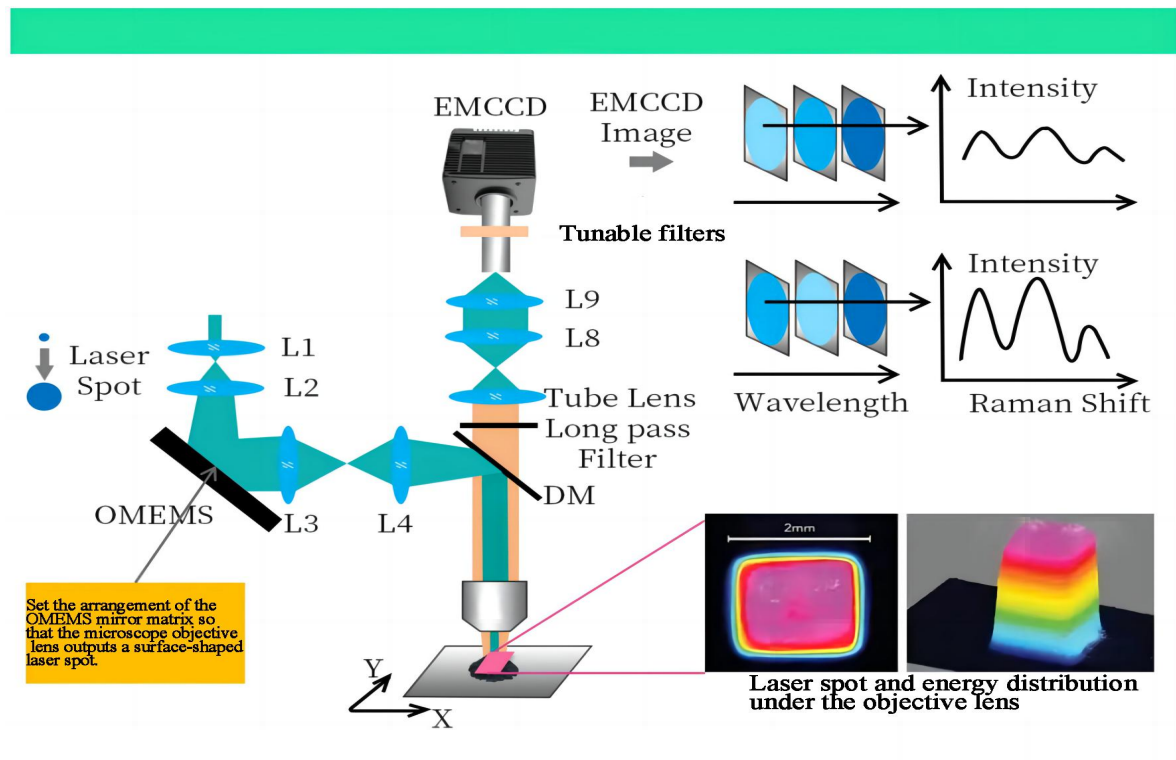 EMCCD
EMCCD
Image
Intensity
Tunable filters
L9
L8
Intensity
Laser
Spot
L1
L2
Tube Lens
Long pass
Filter
DM
Wavelength
Raman Shift
OMEMS
L3
L4
2mm
Set the arrangement of the
OMEMS mirror matrix so
that the microscope objective
lens outputs a surface-shaped
laser spot.
Y
X
Laser spot and energy distribution
under the objective lens